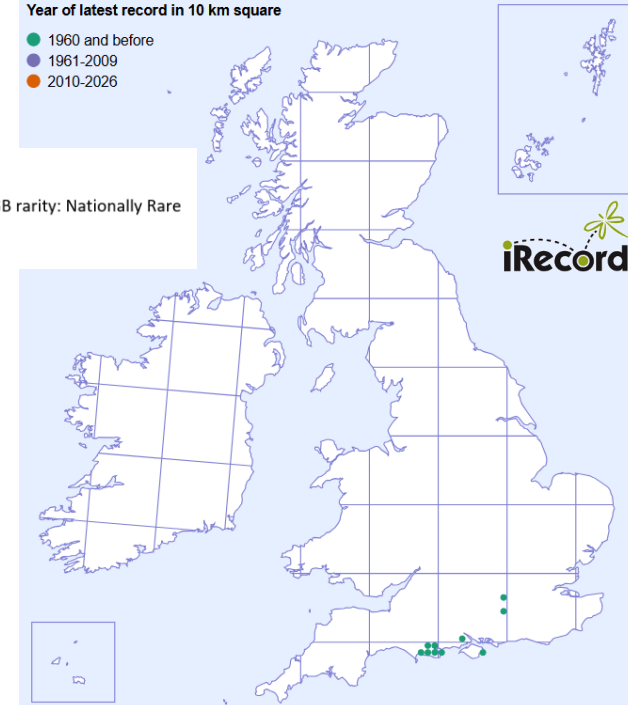 Year of latest record in 10 km square
1960 and before
1961-2009
2010-2026
B rarity: Nationally Rare
iRecord